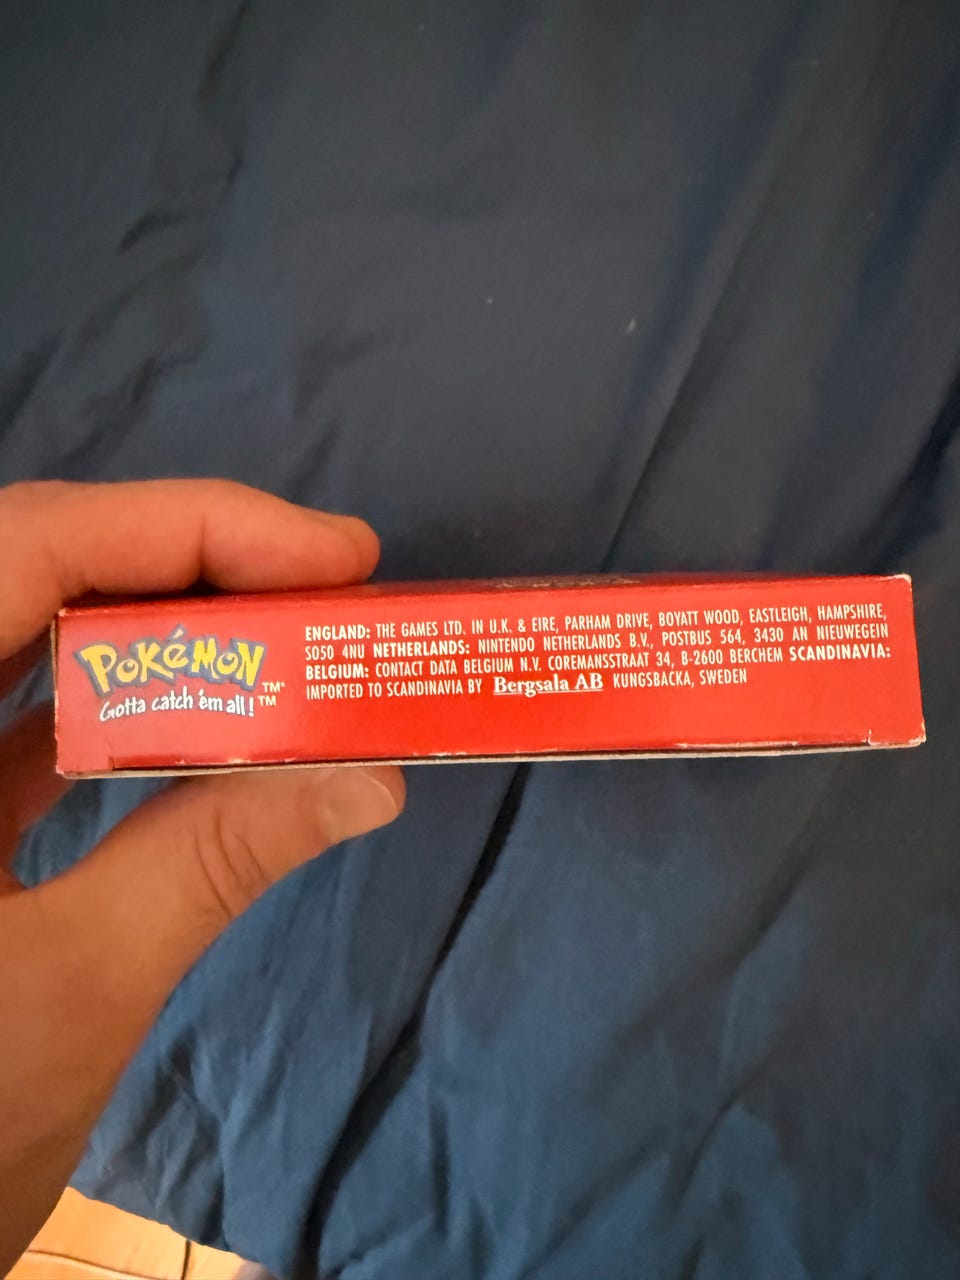 POKéMON
Gotta catch 'em all!
TM
TM
ENGLAND: THE GAMES LTD. IN U.K. & EIRE, PARHAM DRIVE, BOYATT WOOD, EASTLEIGH, HAMPSHIRE,
SO50 4NU NETHERLANDS: NINTENDO NETHERLANDS B.V., POSTBUS 564, 3430 AN NIEUWEGEIN
BELGIUM: CONTACT DATA BELGIUM N.V. COREMANSSTRAAT 34, B-2600 BERCHEM SCANDINAVIA:
IMPORTED TO SCANDINAVIA BY Bergsala AB KUNGSBACKA, SWEDEN